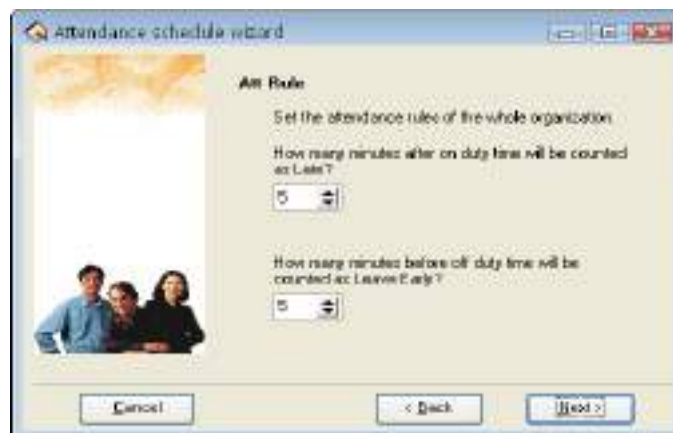 Attendance schedule wizard
Att Rule
Set the attendance rules of the whole organization
How many minutes after on duty time will be counted
as Late?
5
How many minutes before off duty time will be
counted as Leave Early?
5
Cancel
< Back
Next >